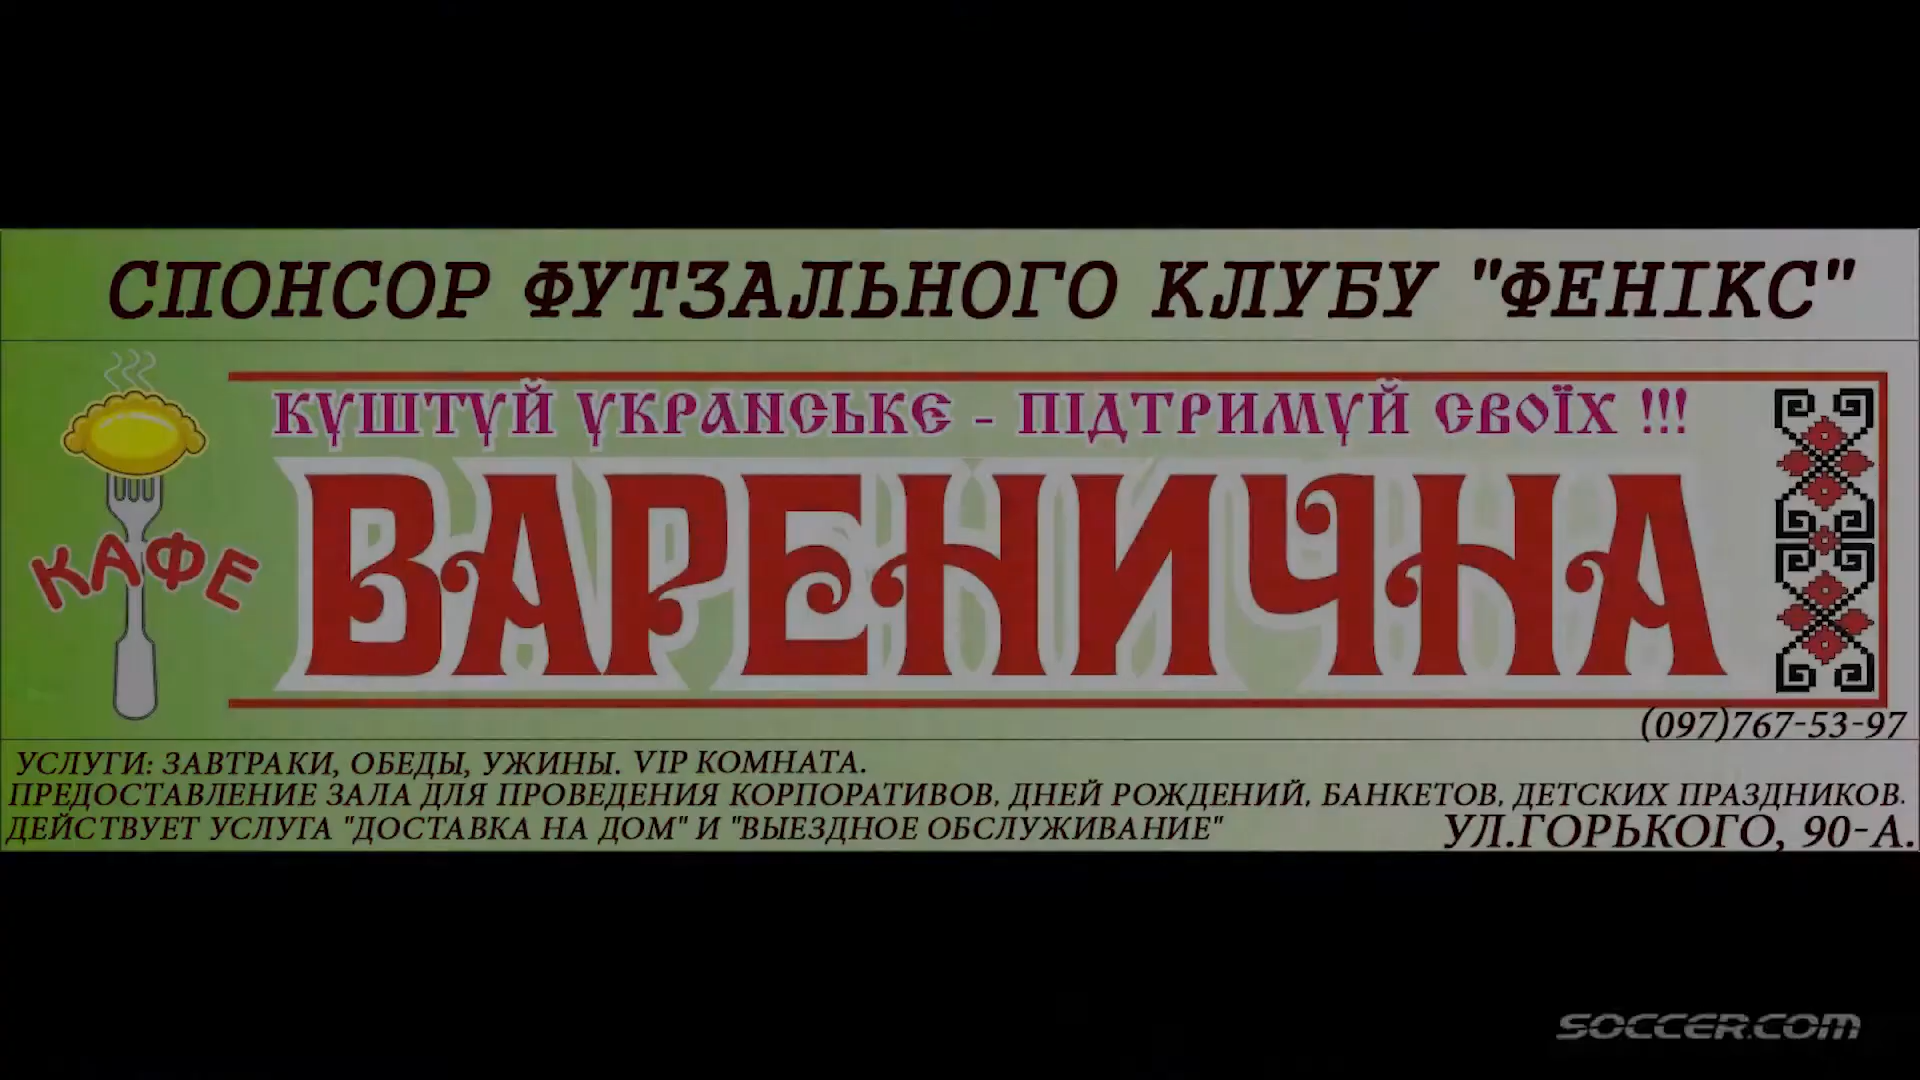 СПОНСОР ФУТЗАЛЬНОГО КЛУБУ "ФЕНІКС"
КУШТУЙ УКРАНСЬКЕ - ПІДТРИМУЙ СВОЇХ !!!
КАФЕ
ВАРЕНИЧНА
(097)767-53-97
УСЛУГИ: ЗАВТРАКИ, ОБЕДЫ, УЖИНЫ. VIP КОМНАТА.
ПРЕДОСТАВЛЕНИЕ ЗАЛА ДЛЯ ПРОВЕДЕНИЯ КОРПОРАТИВОВ, ДНЕЙ РОЖДЕНИЙ, БАНКЕТОВ, ДЕТСКИХ ПРАЗДНИКОВ.
ДЕЙСТВУЕТ УСЛУГА "ДОСТАВКА НА ДОМ" И "ВЫЕЗДНОЕ ОБСЛУЖИВАНИЕ"
УЛ.ГОРЬКОГО, 90-А.
SOCCER.COM